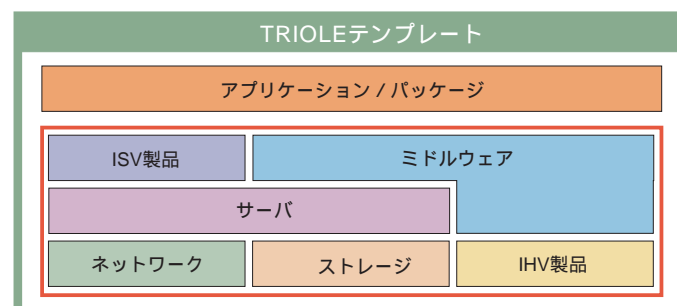 TRIOLEテンプレート
アプリケーション / パッケージ
ISV製品
ミドルウェア
サーバ
ネットワーク
ストレージ
IHV製品